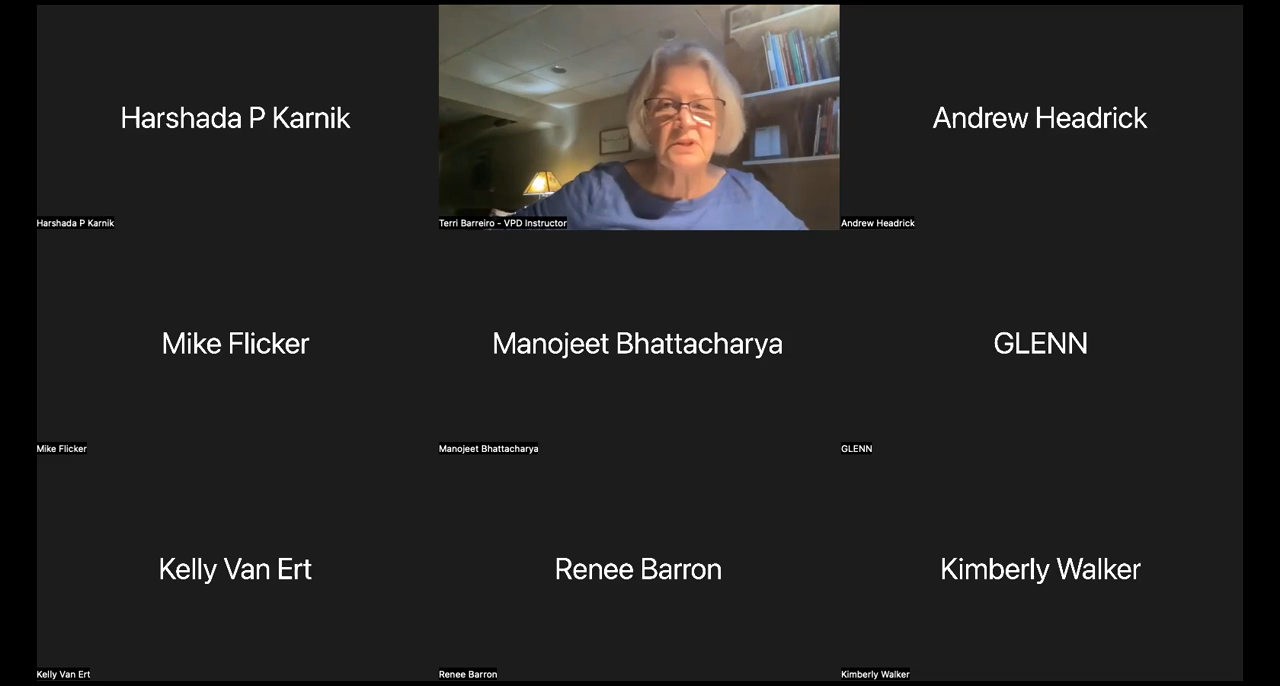 Harshada P Karnik
Harshada P Karnik
Terri Barreiro - VPD Instructor
Andrew Headrick
Andrew Headrick
Mike Flicker
Mike Flicker
Manojeet Bhattacharya
Manojeet Bhattacharya
GLENN
GLENN
Kelly Van Ert
Kelly Van Ert
Renee Barron
Renee Barron
Kimberly Walker
Kimberly Walker